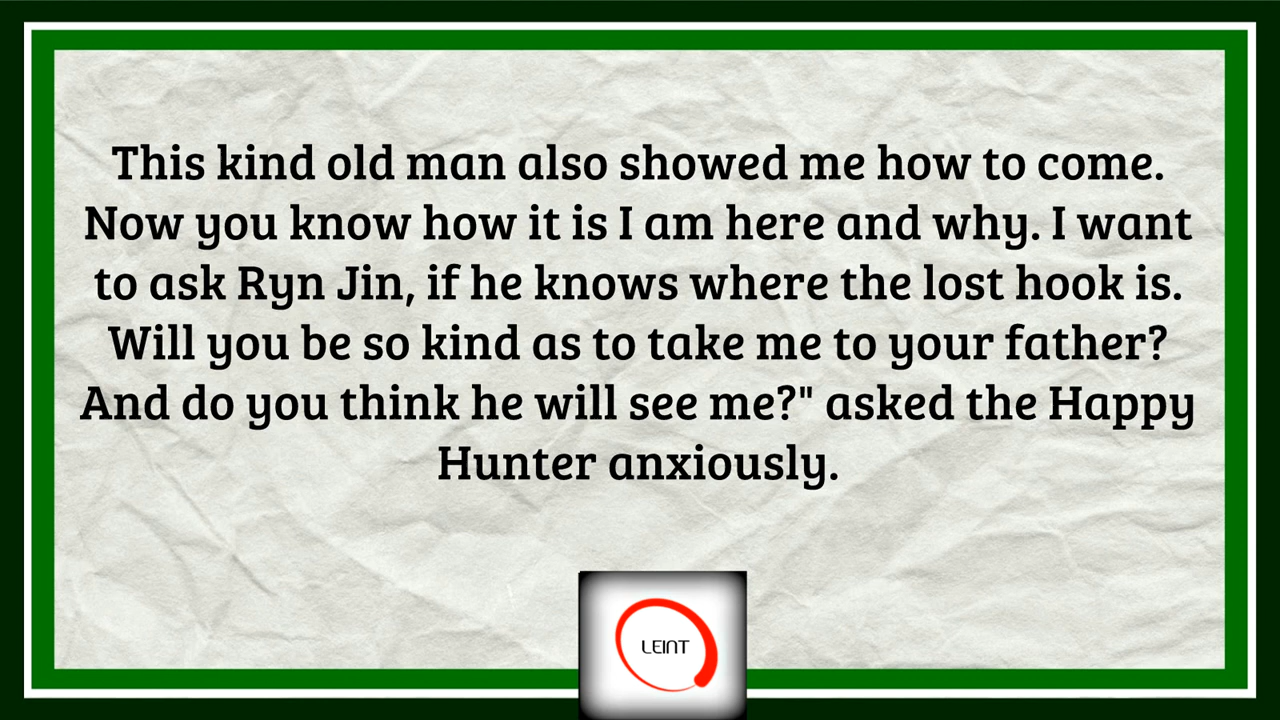 This kind old man also showed me how to come.
Now you know how it is I am here and why. I want
to ask Ryn Jin, if he knows where the lost hook is.
Will you be so kind as to take me to your father?
And do you think he will see me?" asked the Happy
Hunter anxiously.
LEINT